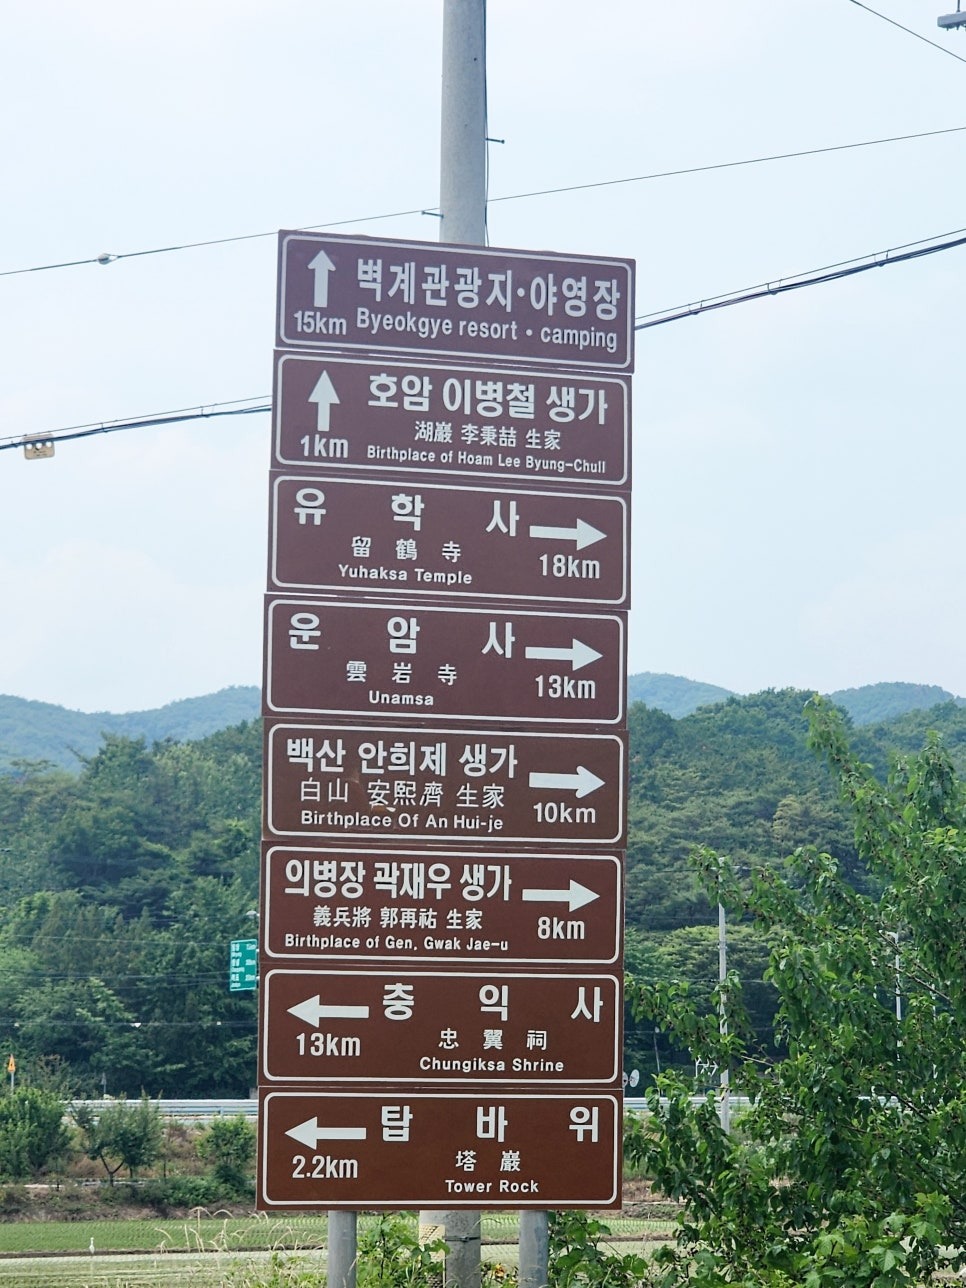 벽계관광지·야영장
15km Byeokgye resort · camping
호암 이병철 생가
湖巖 李秉喆 生家
1km Birthplace of Hoam Lee Byung-Chull
유 학 사
留 鶴 寺
Yuhaksa Temple
18km
운 암 사
雲 岩 寺
Unamsa
13km
백산 안희제 생가
白山 安熙濟 生家
Birthplace Of An Hui-je
10km
의병장 곽재우 생가
義兵將 郭再祐 生家
Birthplace of Gen. Gwak Jae-u
8km
충 익 사
忠 翼 祠
13km
Chungiksa Shrine
탑 바 위
塔 巖
2.2km
Tower Rock